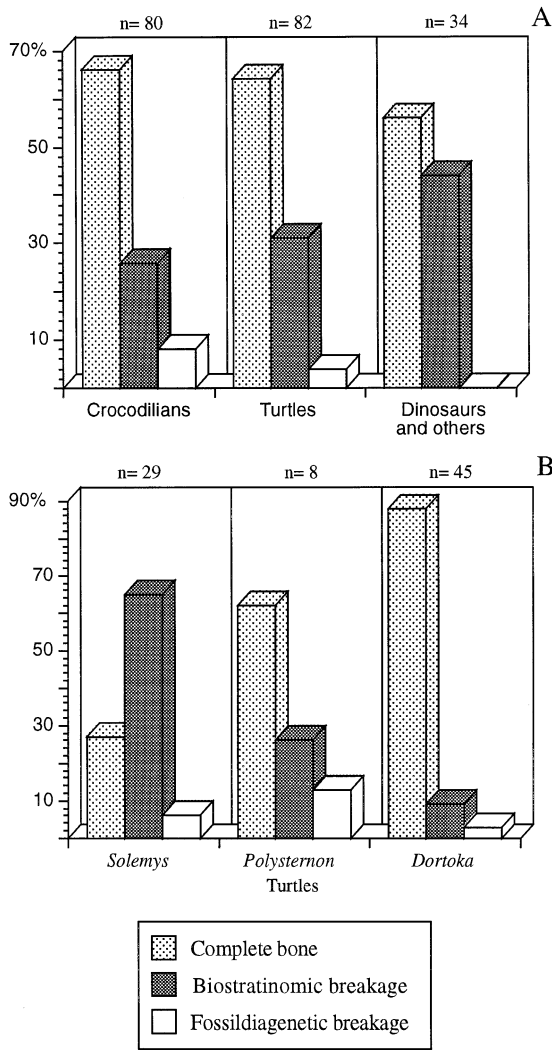 A
n= 80 n= 82 n= 34
70%
50
30
10
Crocodilians Turtles Dinosaurs
and others
B
n= 29 n= 8 n= 45
90%
70
50
30
10
Solemys Polysternon Dortoka
Turtles
Complete bone
Biostratinomic breakage
Fossildiagenetic breakage